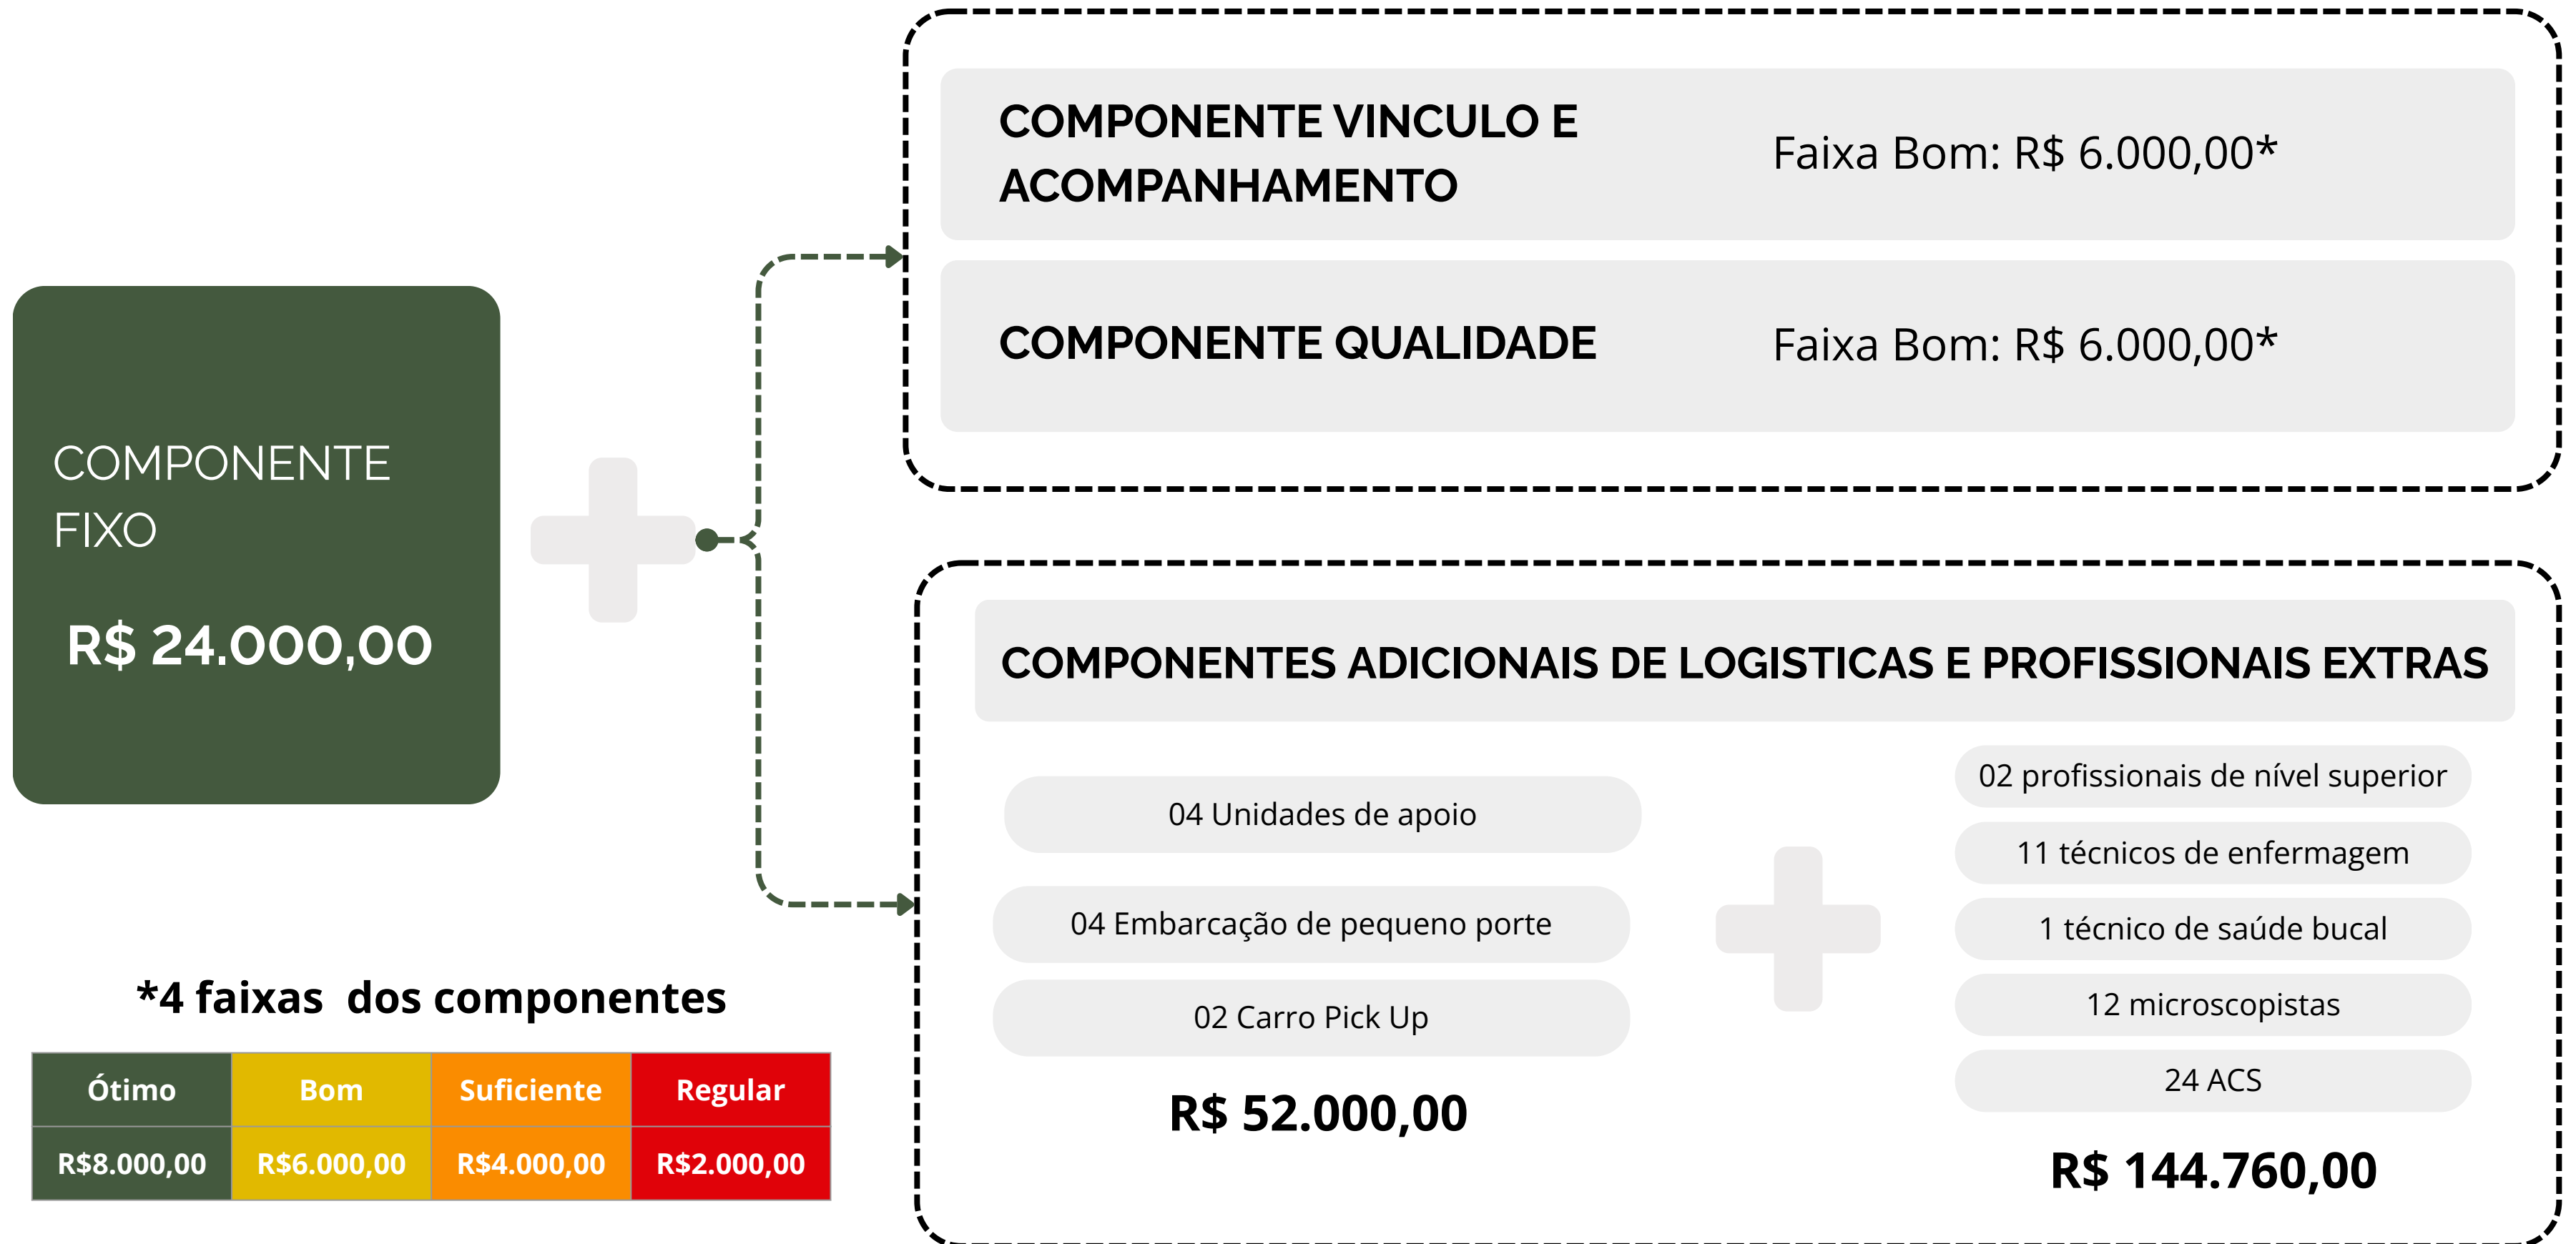 COMPONENTE
FIXO
R$ 24.000,00
COMPONENTE VINCULO E
ACOMPANHAMENTO
Faixa Bom: R$ 6.000,00*
COMPONENTE QUALIDADE
Faixa Bom: R$ 6.000,00*
COMPONENTES ADICIONAIS DE LOGISTICAS E PROFISSIONAIS EXTRAS
04 Unidades de apoio
04 Embarcação de pequeno porte
02 Carro Pick Up
R$ 52.000,00
02 profissionais de nível superior
11 técnicos de enfermagem
1 técnico de saúde bucal
12 microscopistas
24 ACS
R$ 144.760,00
*4 faixas dos componentes
Ótimo Bom Suficiente Regular
R$8.000,00 R$6.000,00 R$4.000,00 R$2.000,00